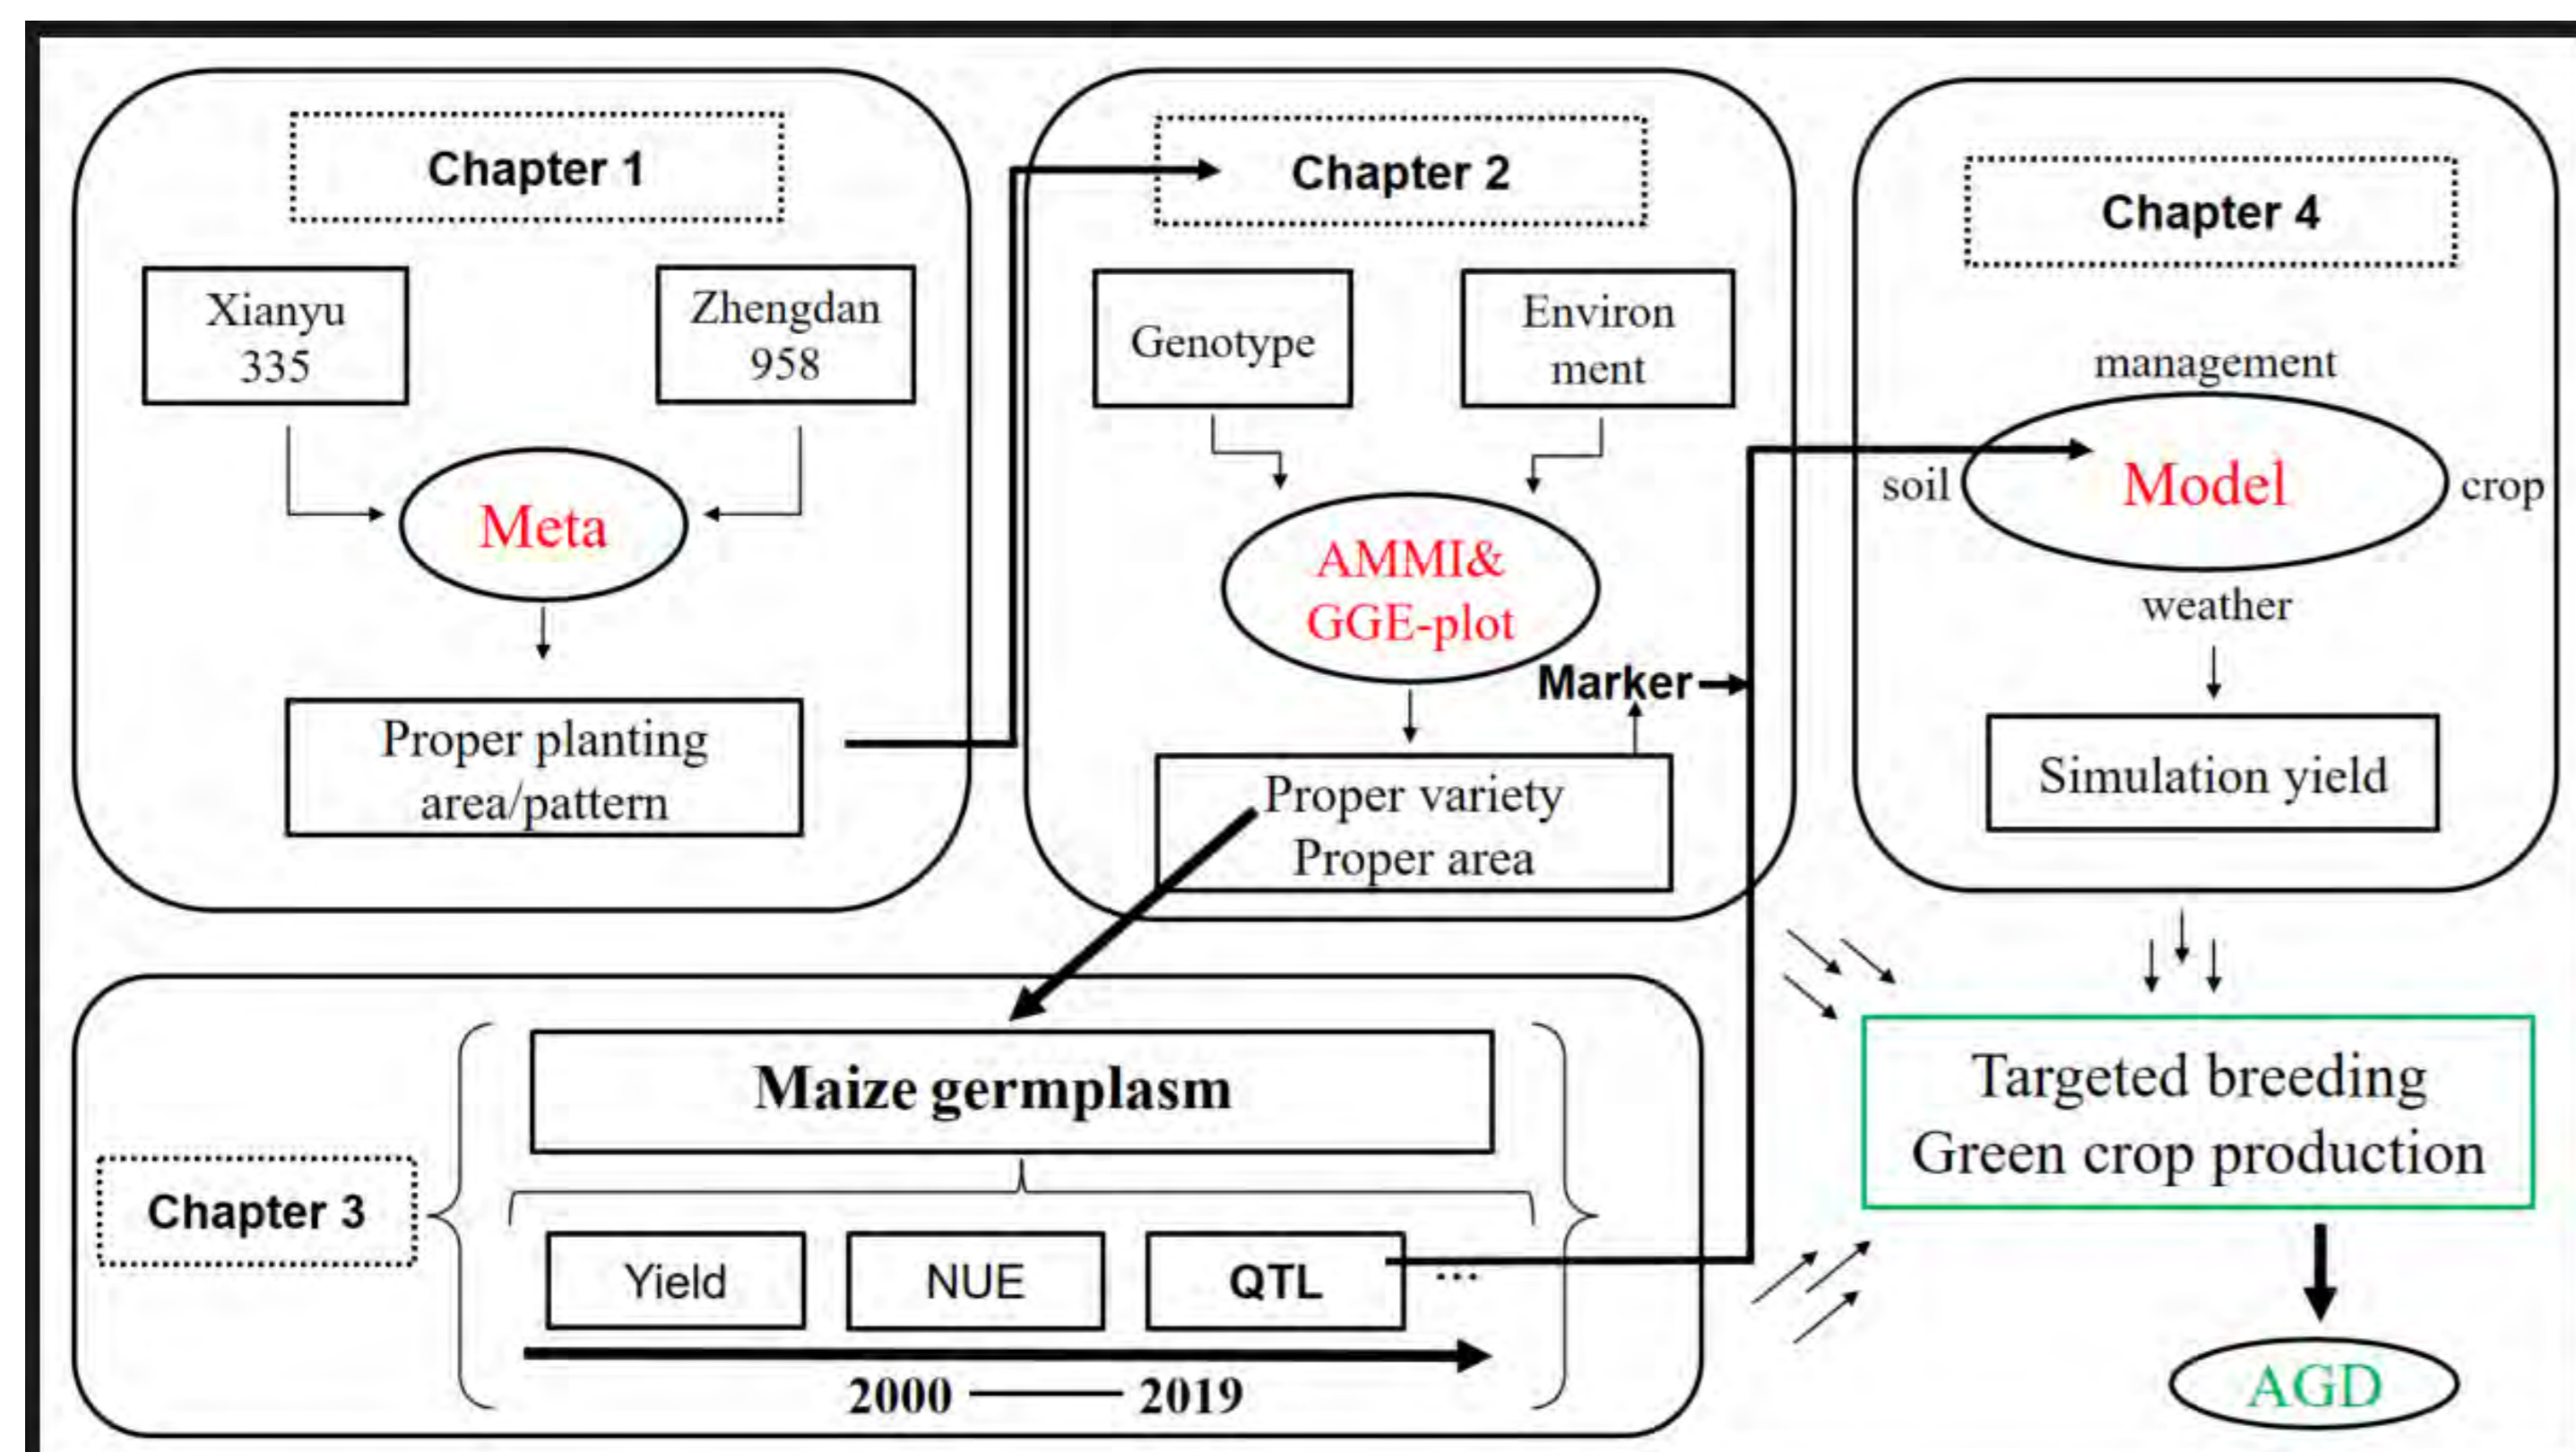 Chapter 1
Xianyu
335
Zhengdan
958
Meta
Proper planting
area/pattern
Chapter 2
Genotype
Environ
ment
AMMI&
GGE-plot
Marker
Proper variety
Proper area
Chapter 4
management
soil
Model
crop
weather
Simulation yield
Chapter 3
Maize germplasm
Yield
NUE
QTL
...
2000 — 2019
Targeted breeding
Green crop production
AGD